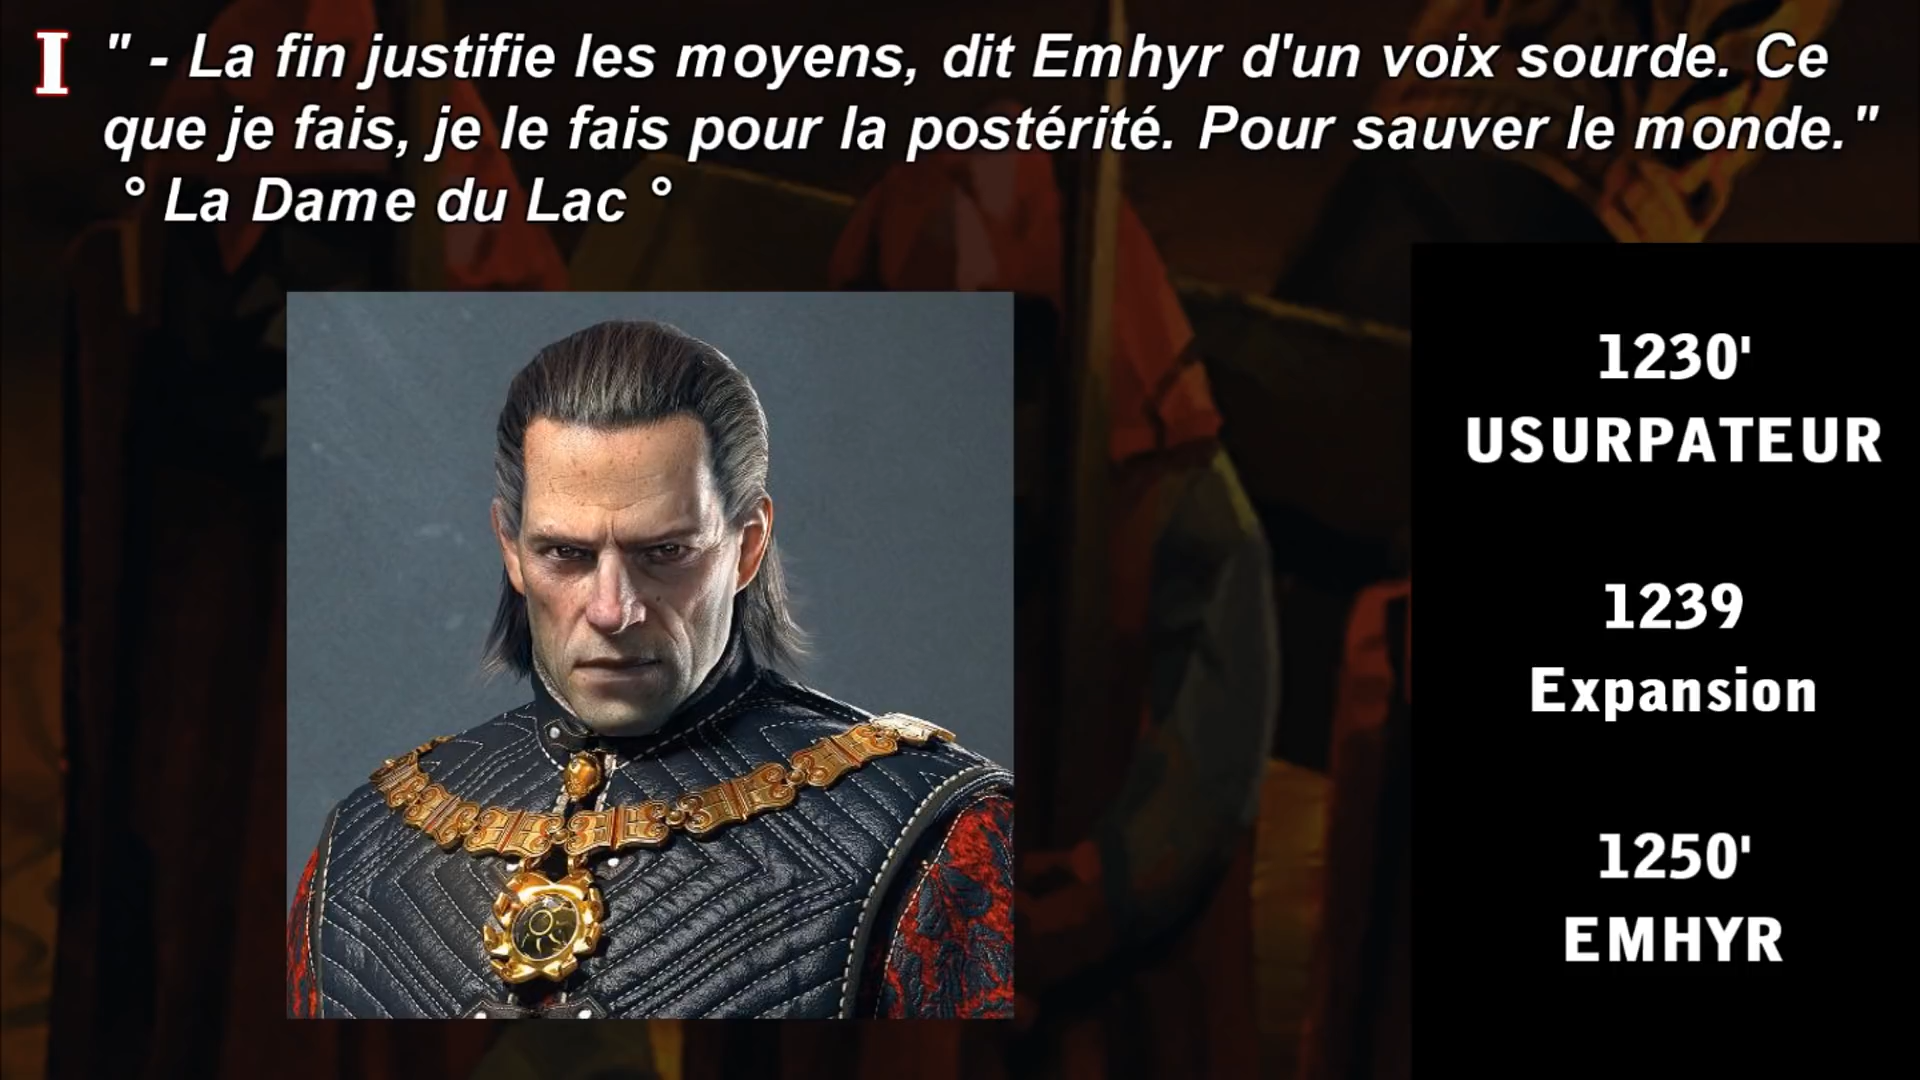 I " - La fin justifie les moyens, dit Emhyr d'un voix sourde. Ce
que je fais, je le fais pour la postérité. Pour sauver le monde."
° La Dame du Lac °
1230'
USURPATEUR
1239
Expansion
1250'
EMHYR